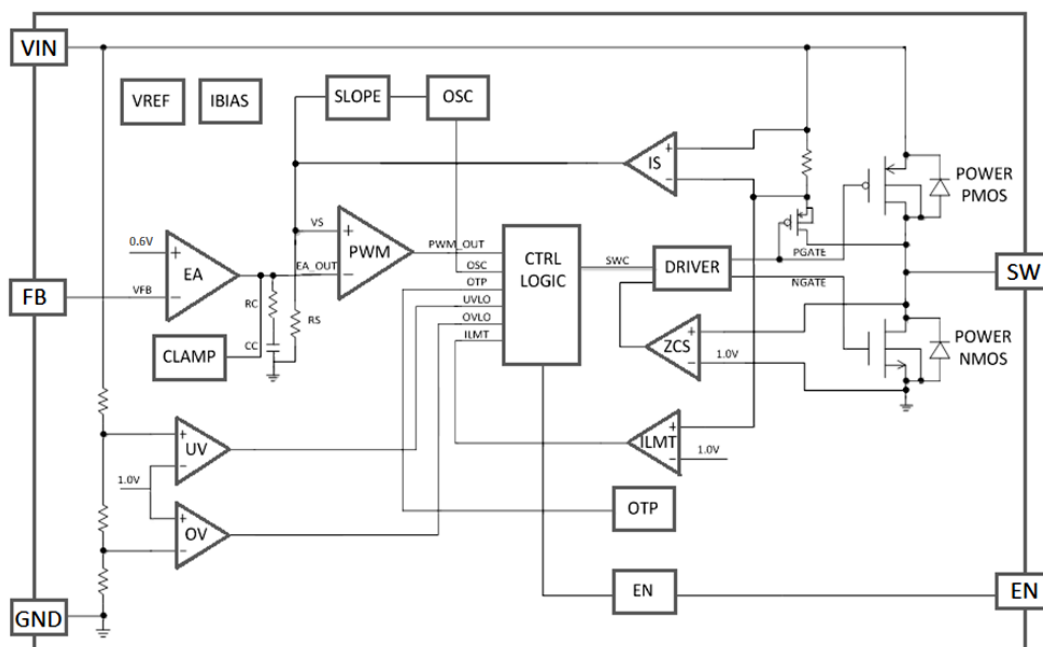 VIN
VREF
IBIAS
SLOPE
OSC
+
IS
−
POWER
PMOS
0.6V
+
EA
VFB
−
FB
VS
+
PWM
EA_OUT
−
RC
RS
CC
CLAMP
PWM_OUT
OSC
OTP
UVLO
OVLO
ILMT
CTRL
LOGIC
SWC
DRIVER
PGATE
NGATE
SW
+
ZCS
1.0V
−
POWER
NMOS
+
UV
−
1.0V
+
OV
−
+
ILMT
1.0V
−
OTP
EN
EN
GND